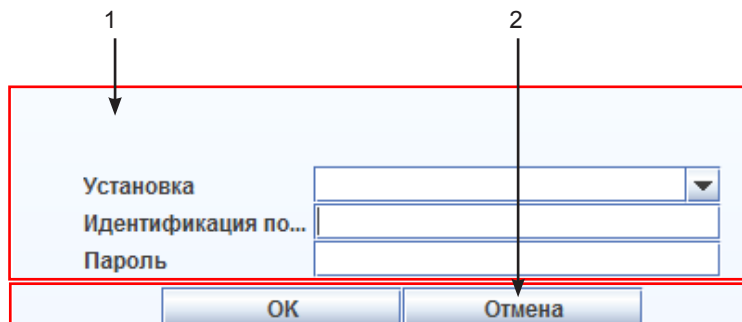 1 2
Установка
Идентификация по...
Пароль
OK Отмена